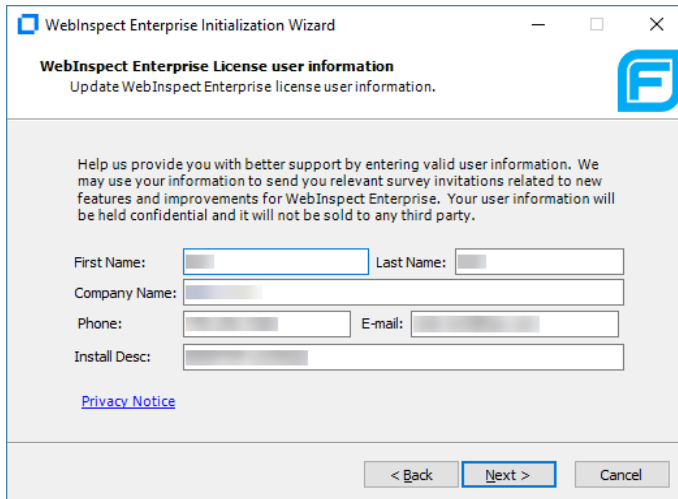 WebInspect Enterprise Initialization Wizard
WebInspect Enterprise License user information
Update WebInspect Enterprise license user information.
Help us provide you with better support by entering valid user information. We
may use your information to send you relevant survey invitations related to new
features and improvements for WebInspect Enterprise. Your user information will
be held confidential and it will not be sold to any third party.
First Name: Last Name:
Company Name:
Phone: E-mail:
Install Desc:
Privacy Notice
< Back Next > Cancel